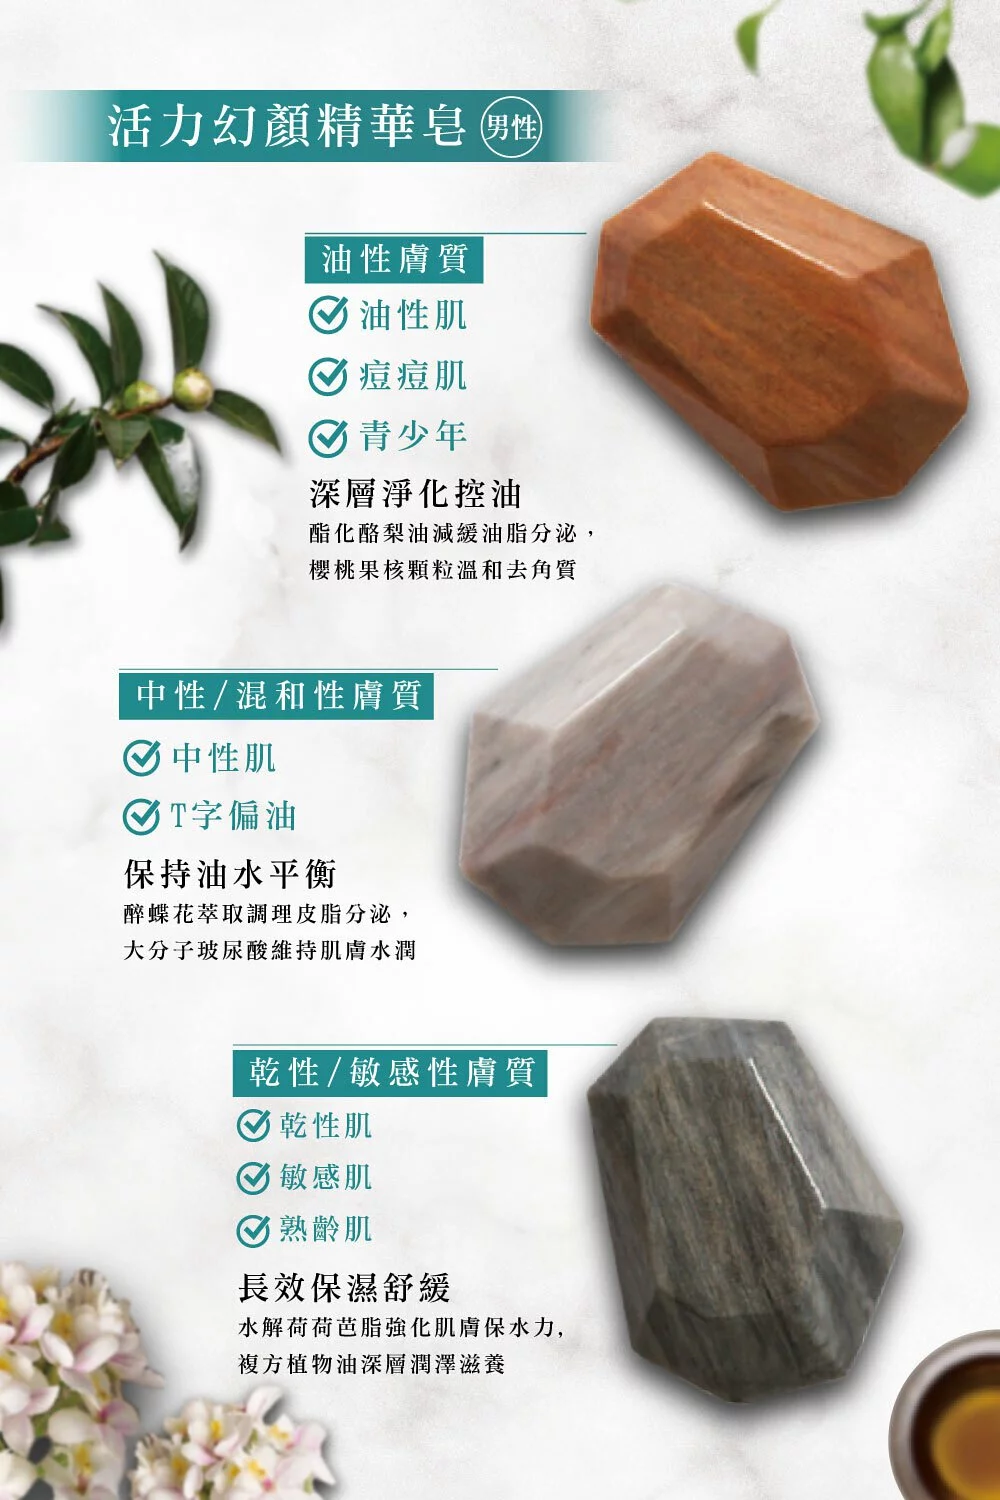 活力幻顏精華皂 男性
油性膚質
油性肌
痘痘肌
青少年
深層淨化控油
酯化酪梨油減緩油脂分泌，
櫻桃果核顆粒溫和去角質
中性/混和性膚質
中性肌
T字偏油
保持油水平衡
醉蝶花萃取調理皮脂分泌，
大分子玻尿酸維持肌膚水潤
乾性/敏感性膚質
乾性肌
敏感肌
熟齡肌
長效保濕舒緩
水解荷荷芭脂強化肌膚保水力,
複方植物油深層潤澤滋養